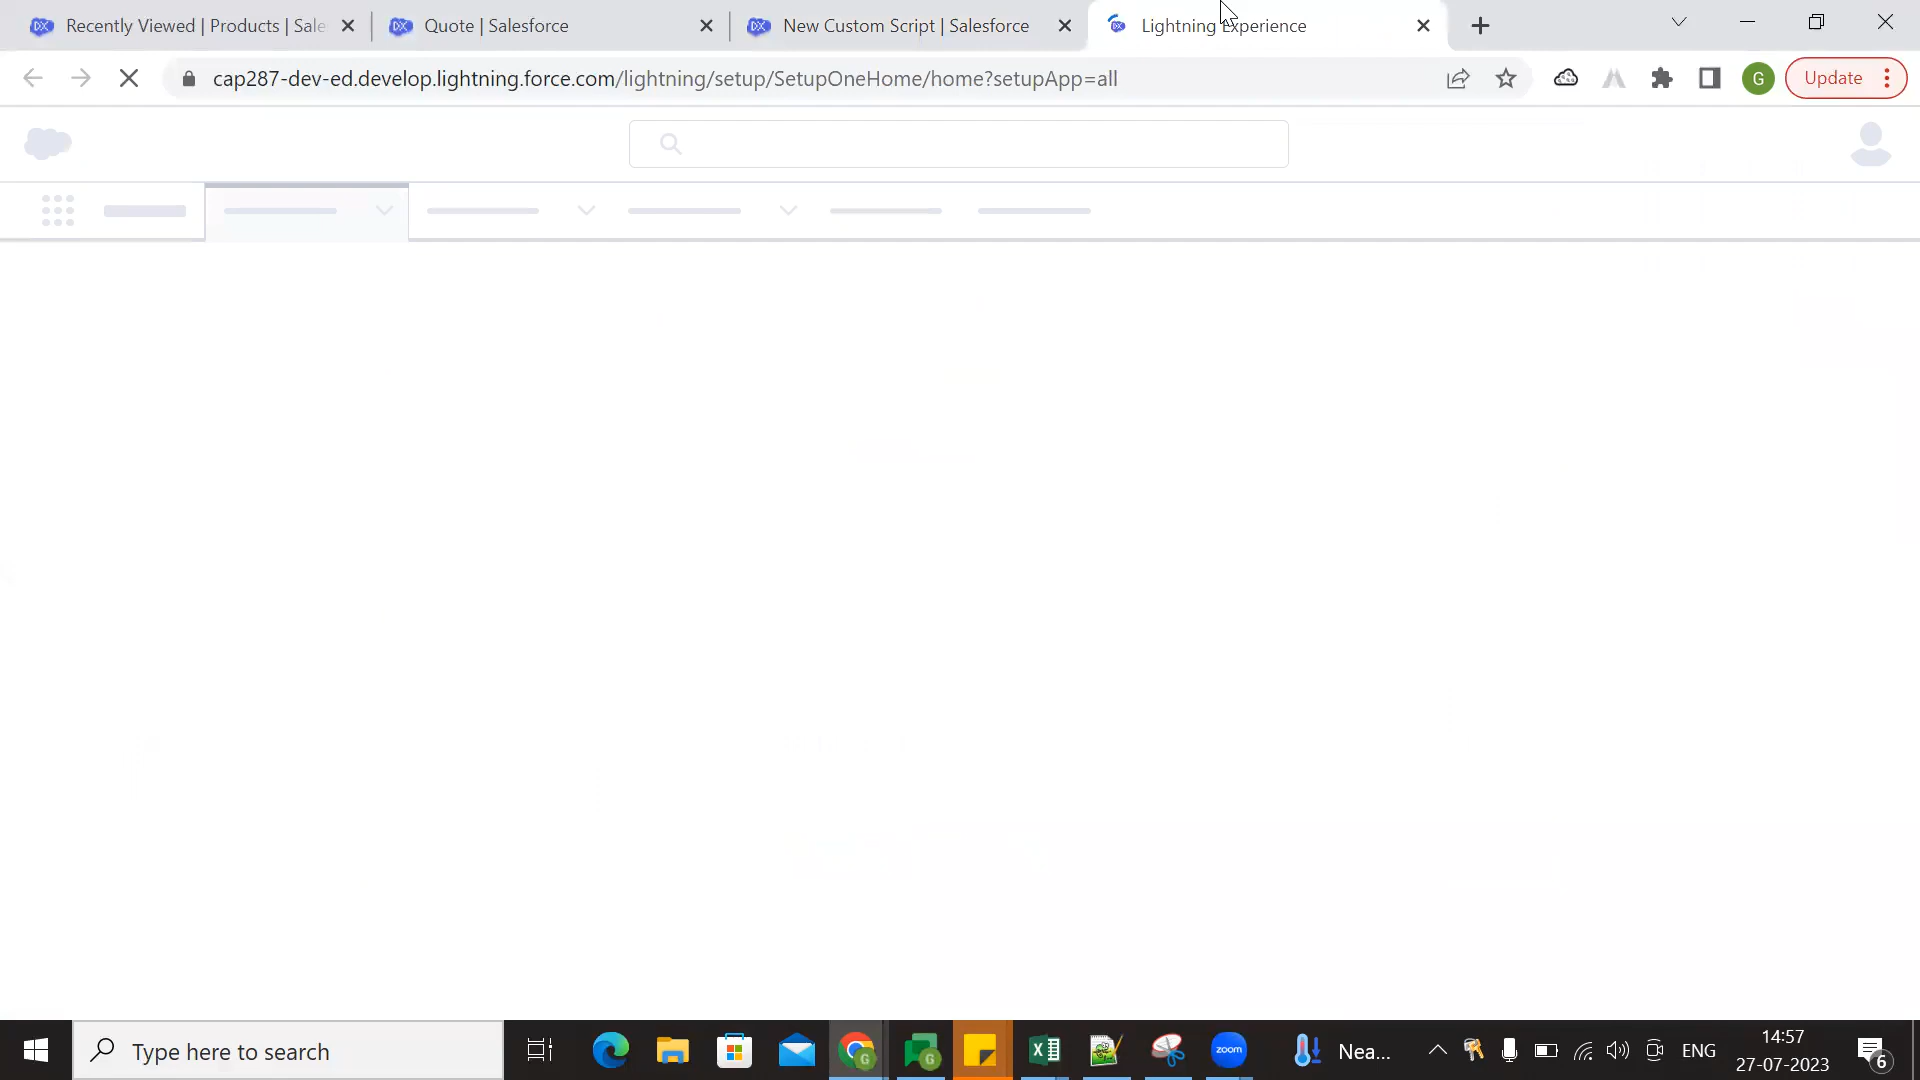 Recently Viewed | Products | Sale
Quote | Salesforce
New Custom Script | Salesforce
Lightning Experience
cap287-dev-ed.develop.lightning.force.com/lightning/setup/SetupOneHome/home?setupApp=all
G
Update
Type here to search
G
G
zoom
Nea...
ENG
14:57
27-07-2023
6